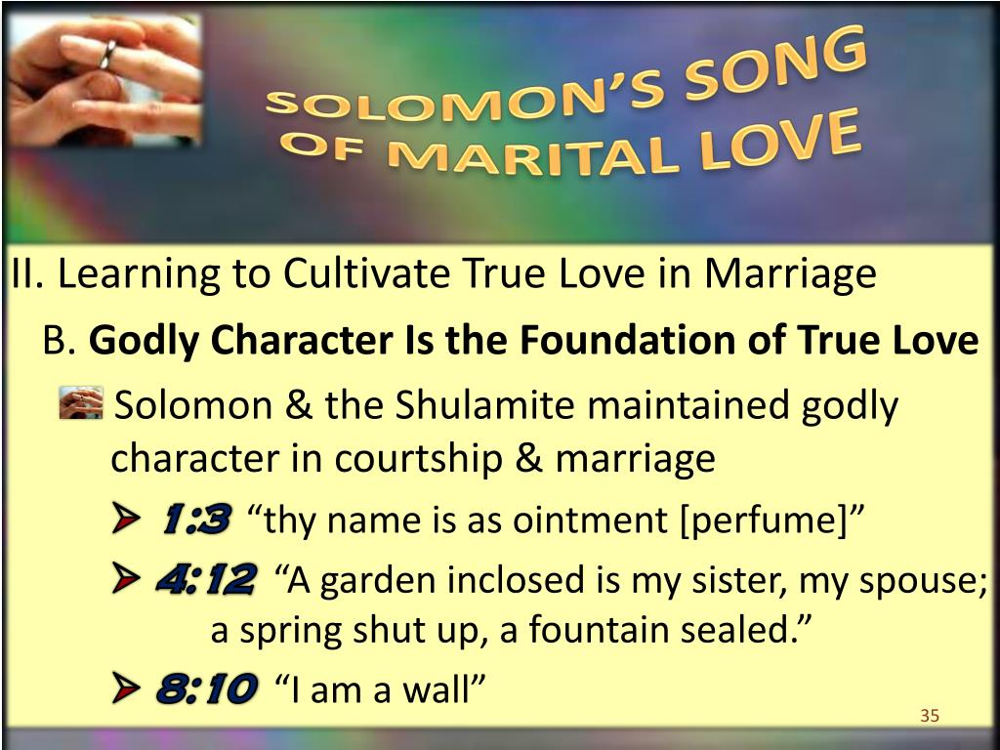 SOLOMON’S SONG
OF MARITAL LOVE
II. Learning to Cultivate True Love in Marriage
B. Godly Character Is the Foundation of True Love
Solomon & the Shulamite maintained godly
character in courtship & marriage
1:3 “thy name is as ointment [perfume]”
4:12 “A garden inclosed is my sister, my spouse;
a spring shut up, a fountain sealed.”
8:10 “I am a wall”
35